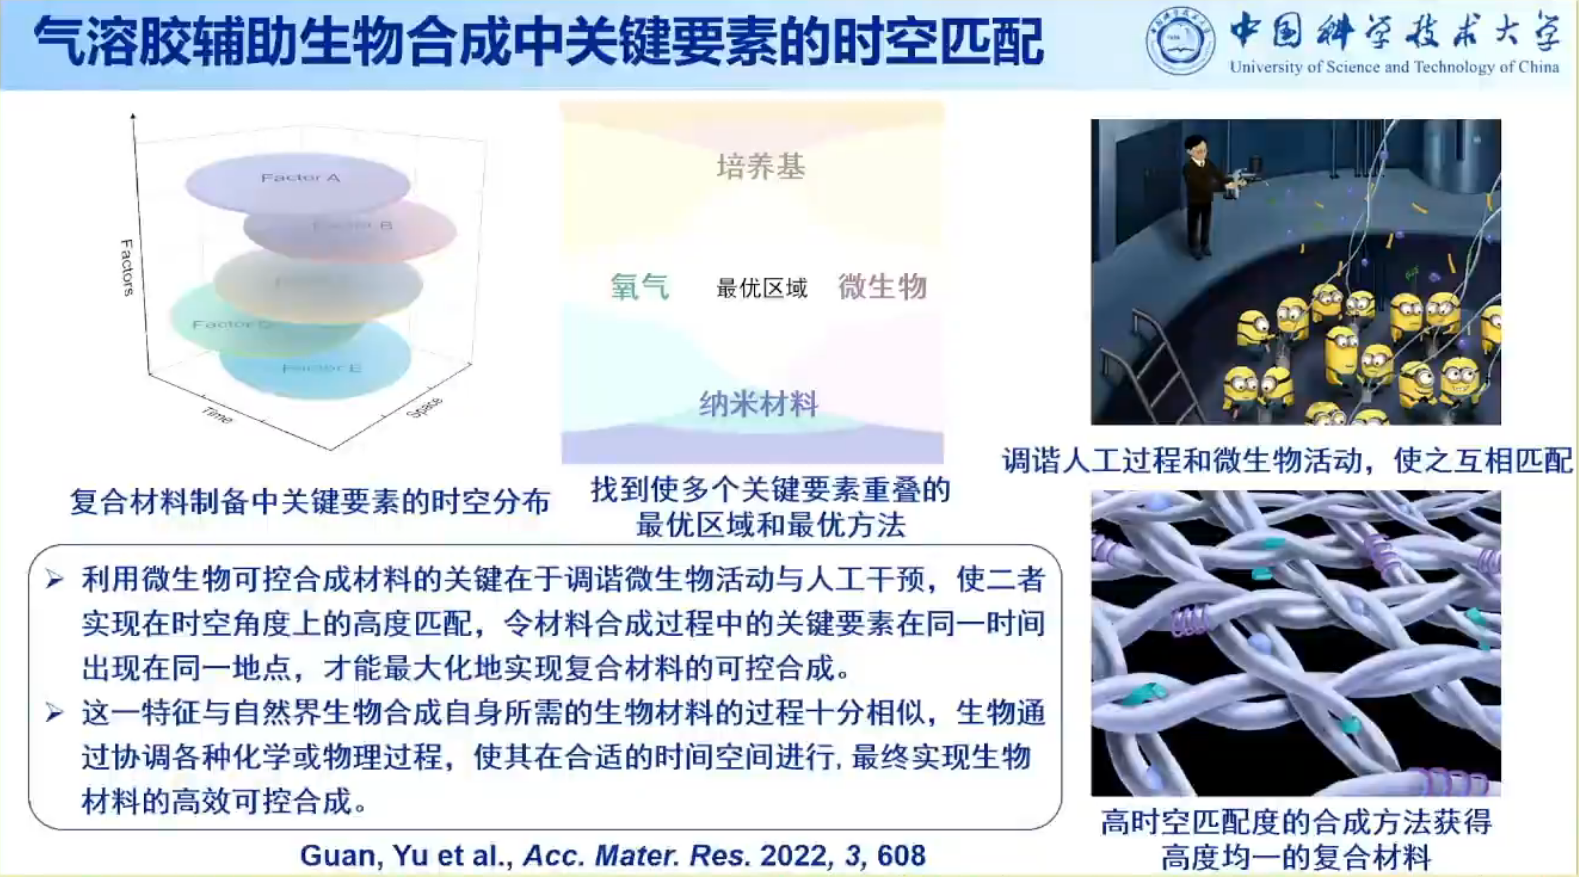 气溶胶辅助生物合成中关键要素的时空匹配
中国科学技术大学
University of Science and Technology of China
Factors
Factor A
Factor B
Factor
Factor D
Factor E
Time
Space
复合材料制备中关键要素的时空分布
培养基
氧气
最优区域
微生物
纳米材料
找到使多个关键要素重叠的
最优区域和最优方法
调谐人工过程和微生物活动，使之互相匹配
➢ 利用微生物可控合成材料的关键在于调谐微生物活动与人工干预，使二者
实现在时空角度上的高度匹配，令材料合成过程中的关键要素在同一时间
出现在同一地点，才能最大化地实现复合材料的可控合成。
➢ 这一特征与自然界生物合成自身所需的生物材料的过程十分相似，生物通
过协调各种化学或物理过程，使其在合适的时间空间进行, 最终实现生物
材料的高效可控合成。
高时空匹配度的合成方法获得
高度均一的复合材料
Guan, Yu et al., Acc. Mater. Res. 2022, 3, 608